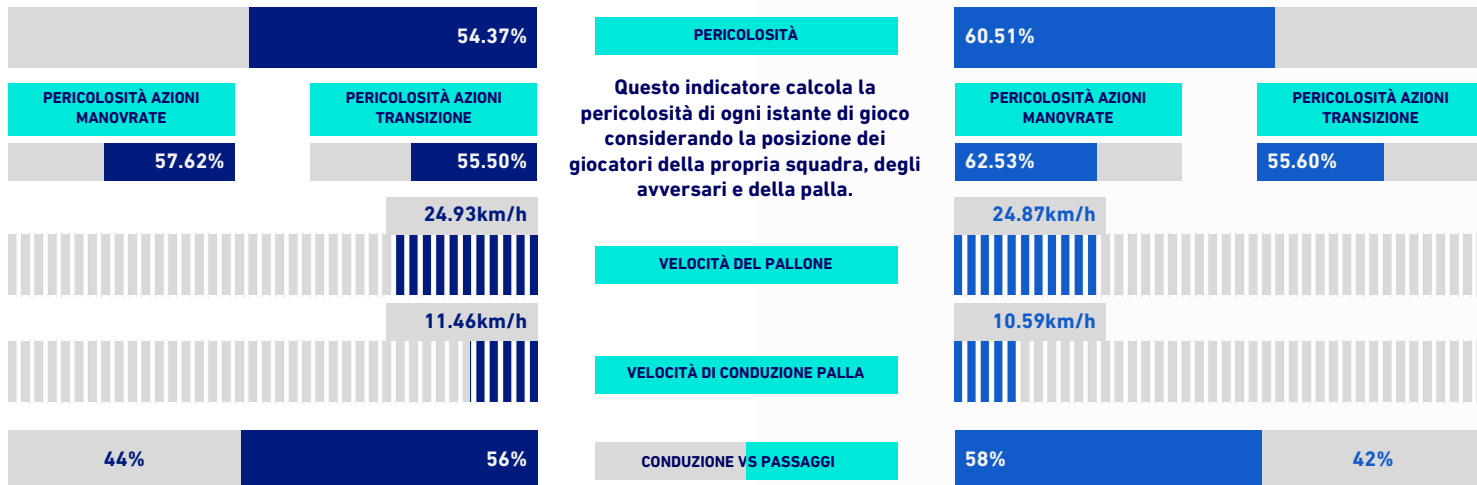 54.37%
PERICOLOSITÀ
60.51%
PERICOLOSITÀ AZIONI
MANOVRATE
PERICOLOSITÀ AZIONI
TRANSIZIONE
57.62%
55.50%
Questo indicatore calcola la
pericolosità di ogni istante di gioco
considerando la posizione dei
giocatori della propria squadra, degli
avversari e della palla.
PERICOLOSITÀ AZIONI
MANOVRATE
PERICOLOSITÀ AZIONI
TRANSIZIONE
62.53%
55.60%
24.93km/h
VELOCITÀ DEL PALLONE
24.87km/h
11.46km/h
VELOCITÀ DI CONDUZIONE PALLA
10.59km/h
44%
56%
CONDUZIONE VS PASSAGGI
58%
42%